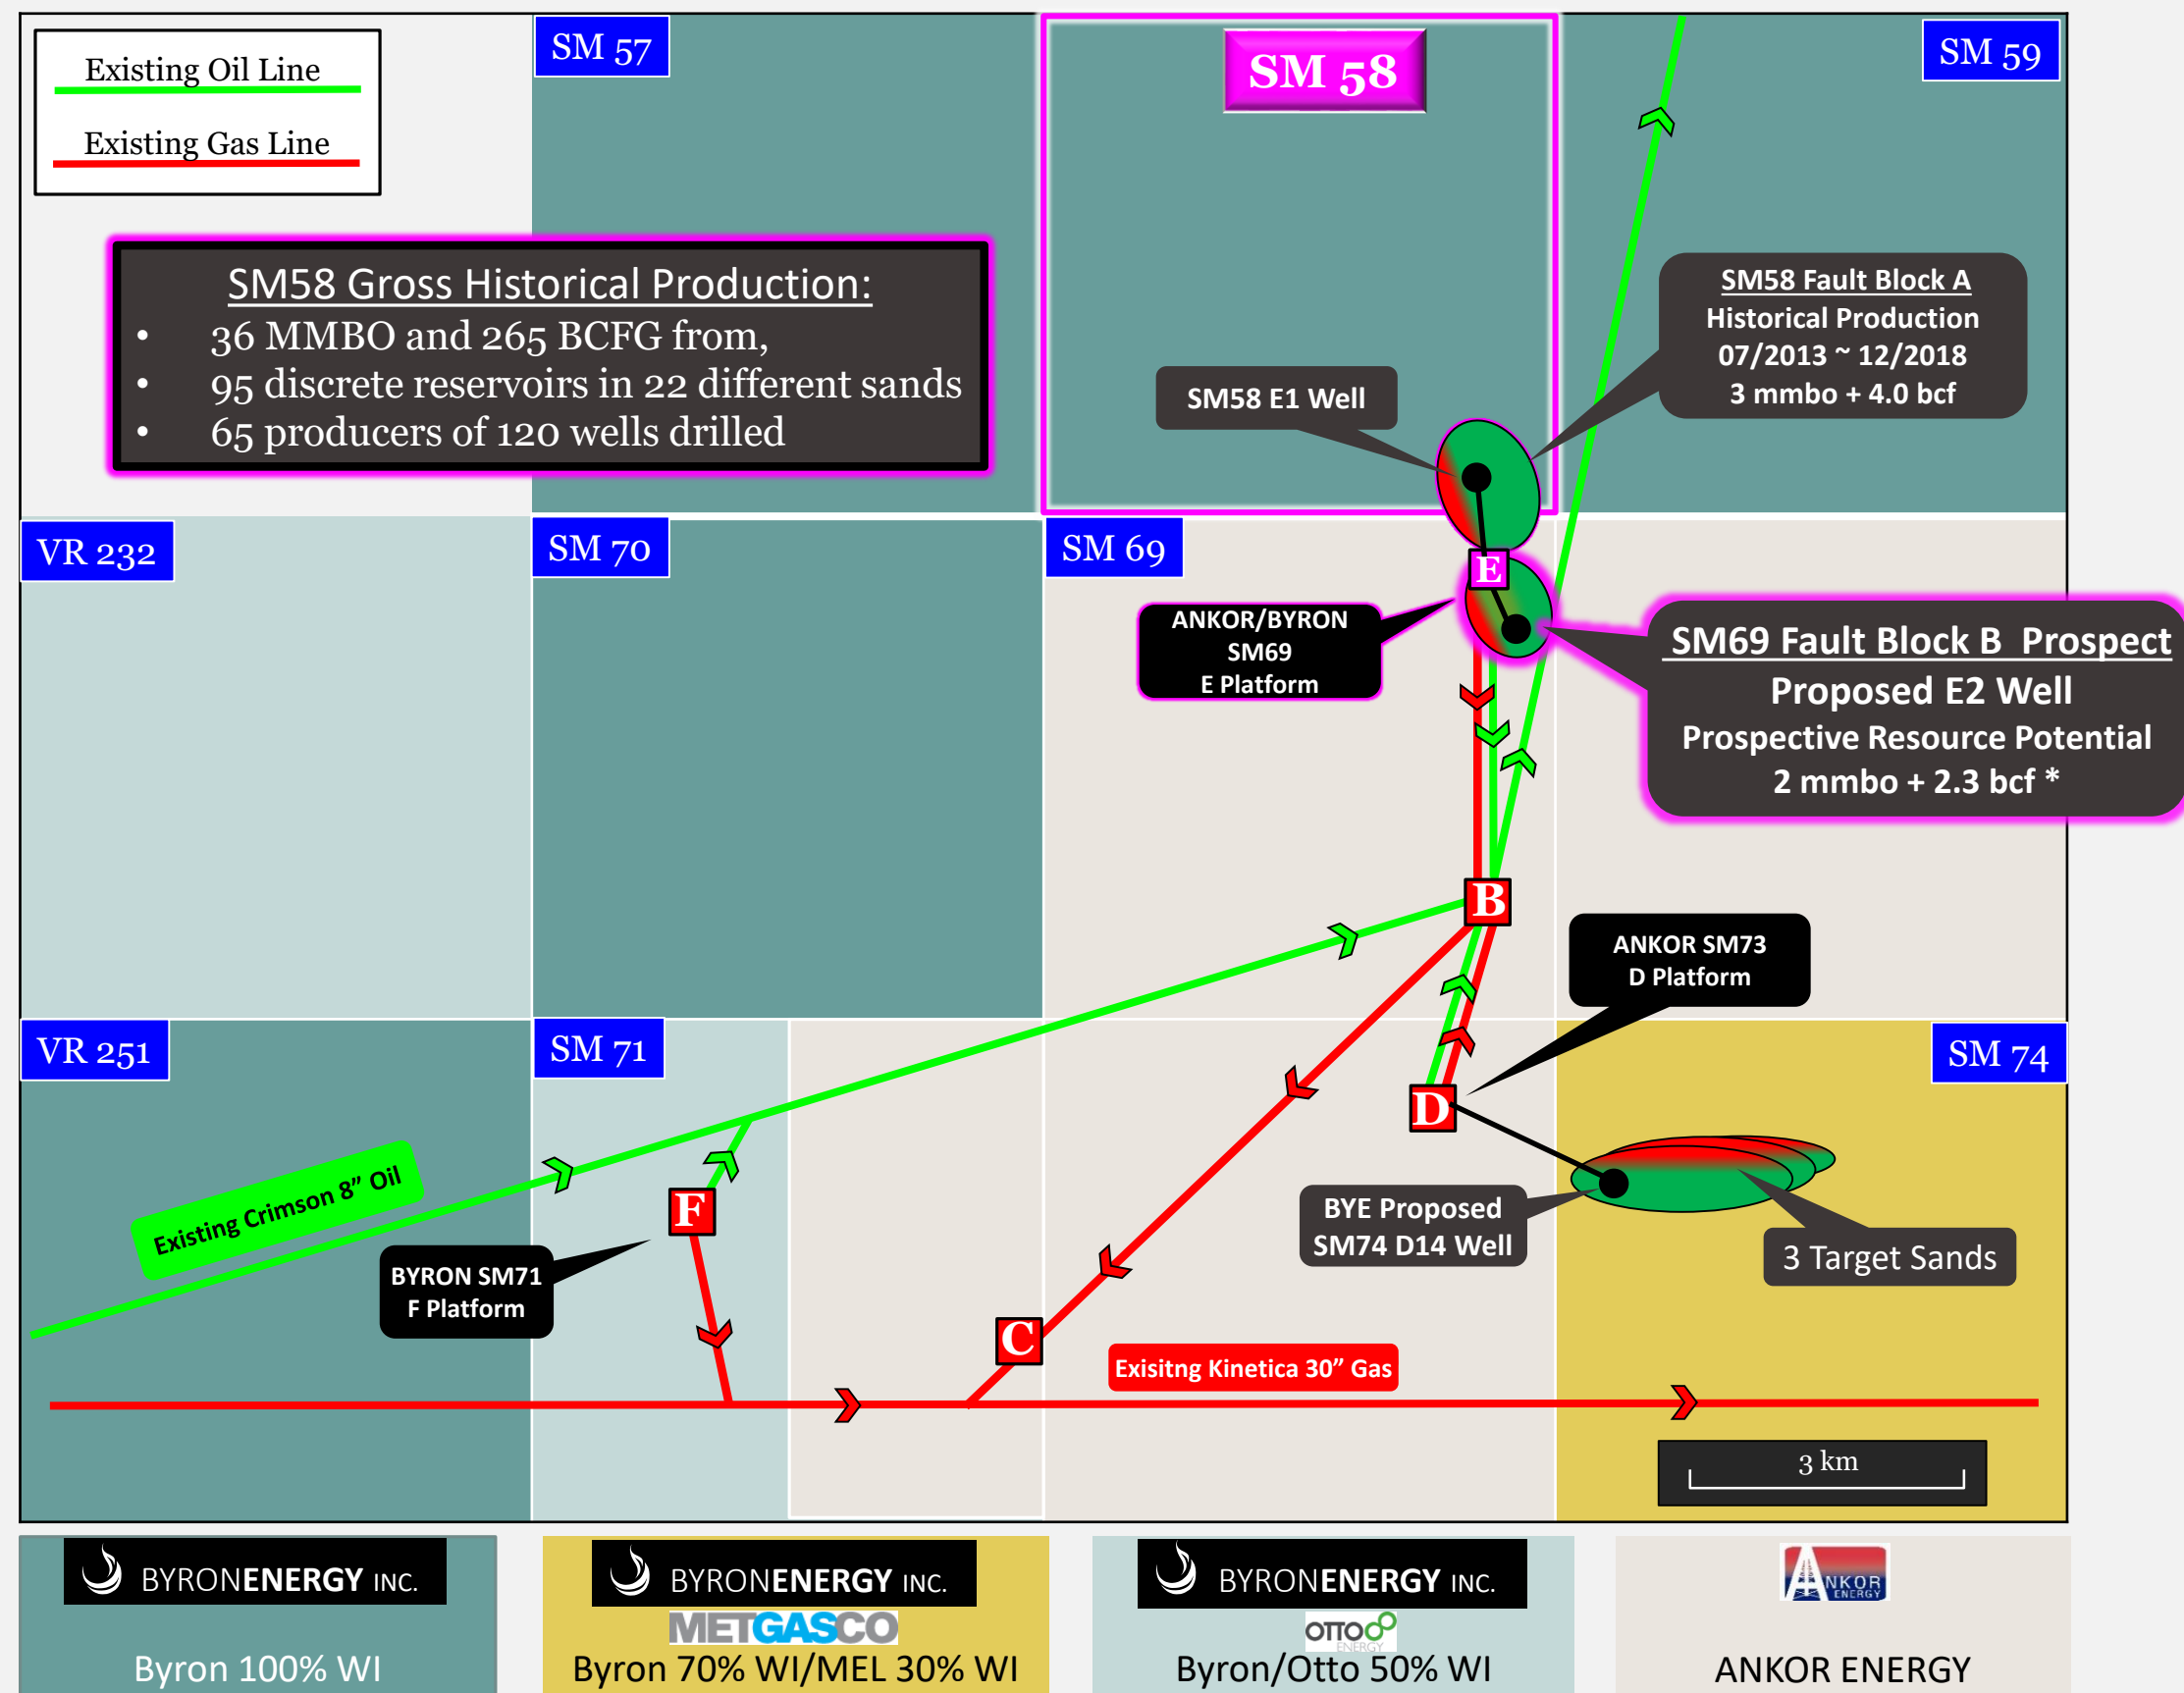 Existing Oil Line
Existing Gas Line
SM 57
SM 58
SM 59
SM58 Gross Historical Production:
• 36 MMBO and 265 BCFG from,
• 95 discrete reservoirs in 22 different sands
• 65 producers of 120 wells drilled
SM58 Fault Block A
Historical Production
07/2013 ~ 12/2018
3 mmbo + 4.0 bcf
SM58 E1 Well
VR 232
SM 70
SM 69
E
ANKOR/BYRON
SM69
E Platform
SM69 Fault Block B Prospect
Proposed E2 Well
Prospective Resource Potential
2 mmbo + 2.3 bcf *
B
ANKOR SM73
D Platform
VR 251
SM 71
SM 74
D
Existing Crimson 8” Oil
F
BYE Proposed
SM74 D14 Well
3 Target Sands
BYRON SM71
F Platform
C
Exisitng Kinetica 30” Gas
3 km
BYRONENERGY INC.
Byron 100% WI
BYRONENERGY INC.
METGASCO
Byron 70% WI/MEL 30% WI
BYRONENERGY INC.
OTTO
ENERGY
Byron/Otto 50% WI
ANKOR
ENERGY
ANKOR ENERGY